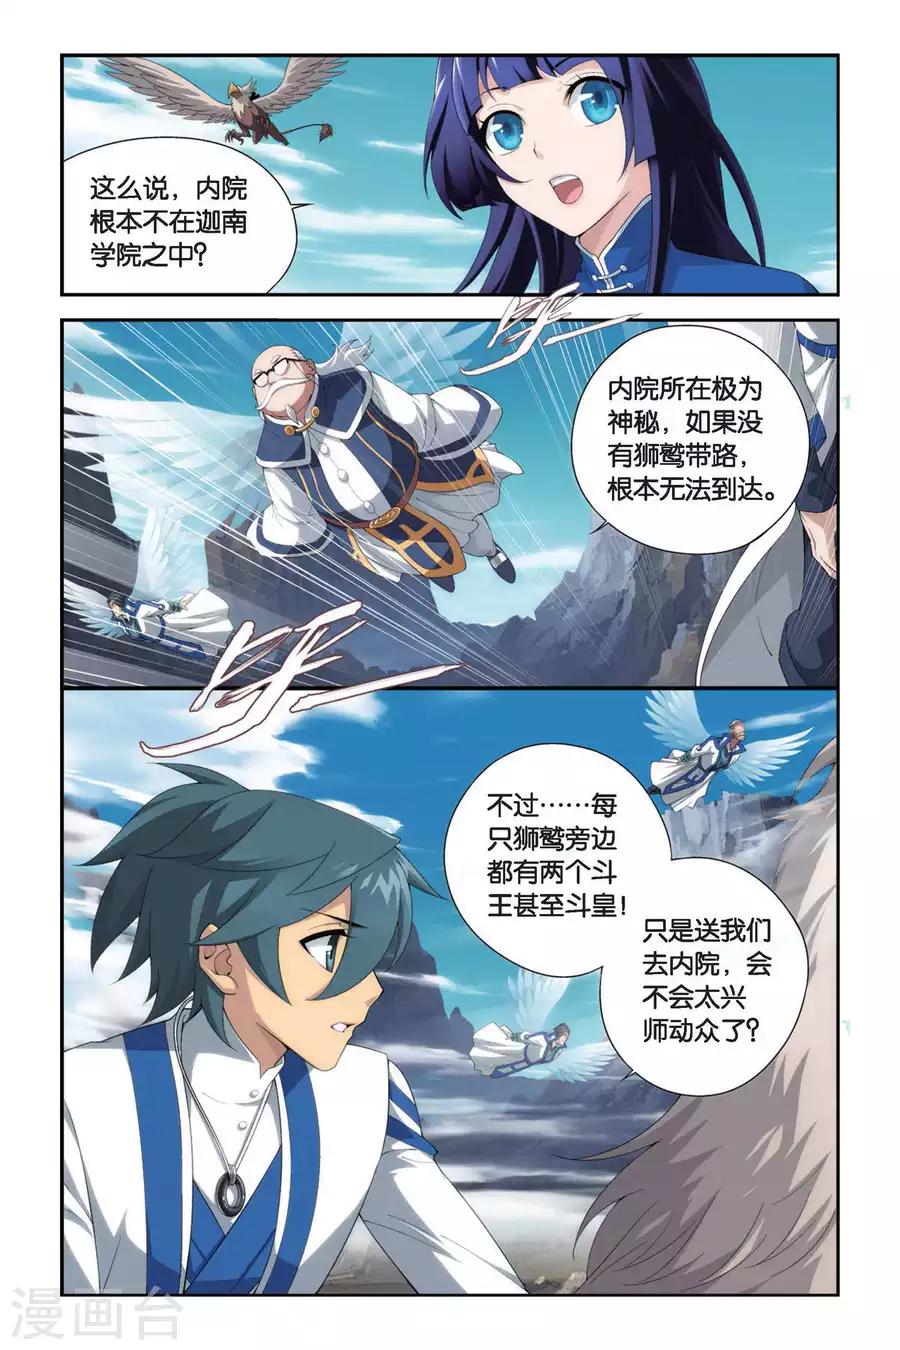 这么说，内院
根本不在迦南
学院之中？
内院所在极为
神秘，如果没
有狮鹫带路，
根本无法到达。
不过……每
只狮鹫旁边
都有两个斗
王甚至斗皇！
只是送我们
去内院，会
不会太兴
师动众了？
漫画台